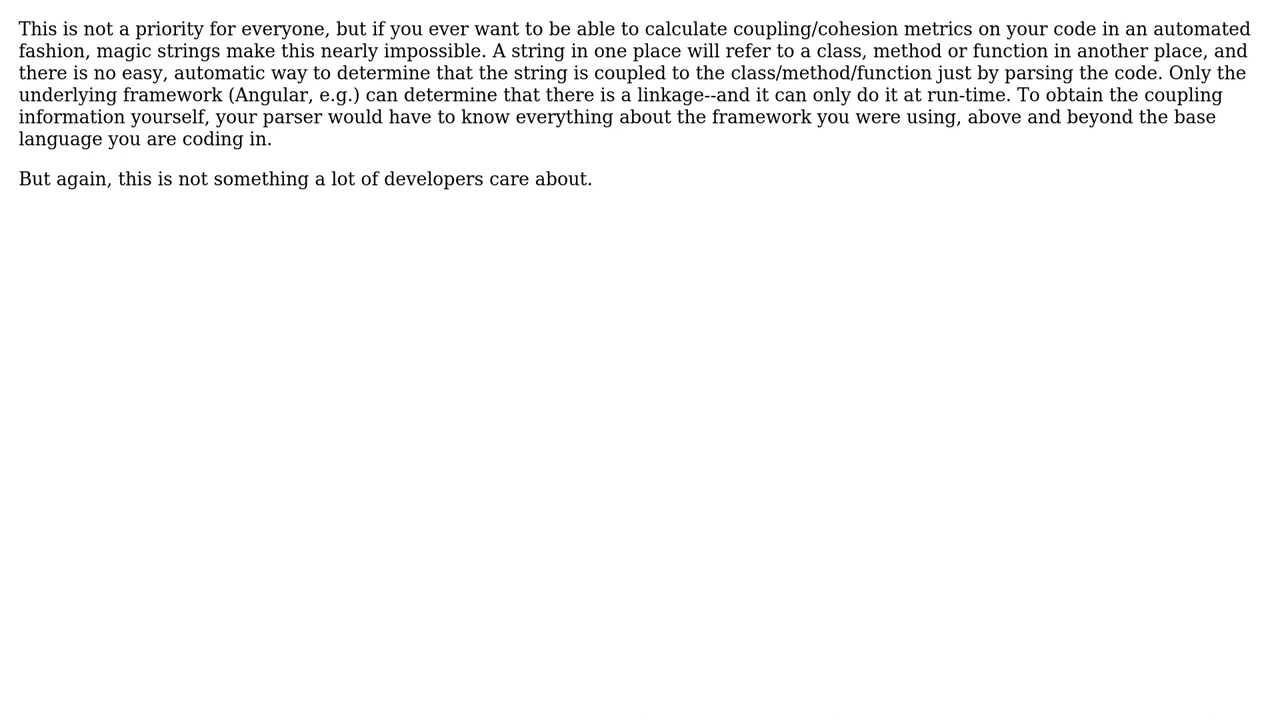 This is not a priority for everyone, but if you ever want to be able to calculate coupling/cohesion metrics on your code in an automated
fashion, magic strings make this nearly impossible. A string in one place will refer to a class, method or function in another place, and
there is no easy, automatic way to determine that the string is coupled to the class/method/function just by parsing the code. Only the
underlying framework (Angular, e.g.) can determine that there is a linkage--and it can only do it at run-time. To obtain the coupling
information yourself, your parser would have to know everything about the framework you were using, above and beyond the base
language you are coding in.
But again, this is not something a lot of developers care about.